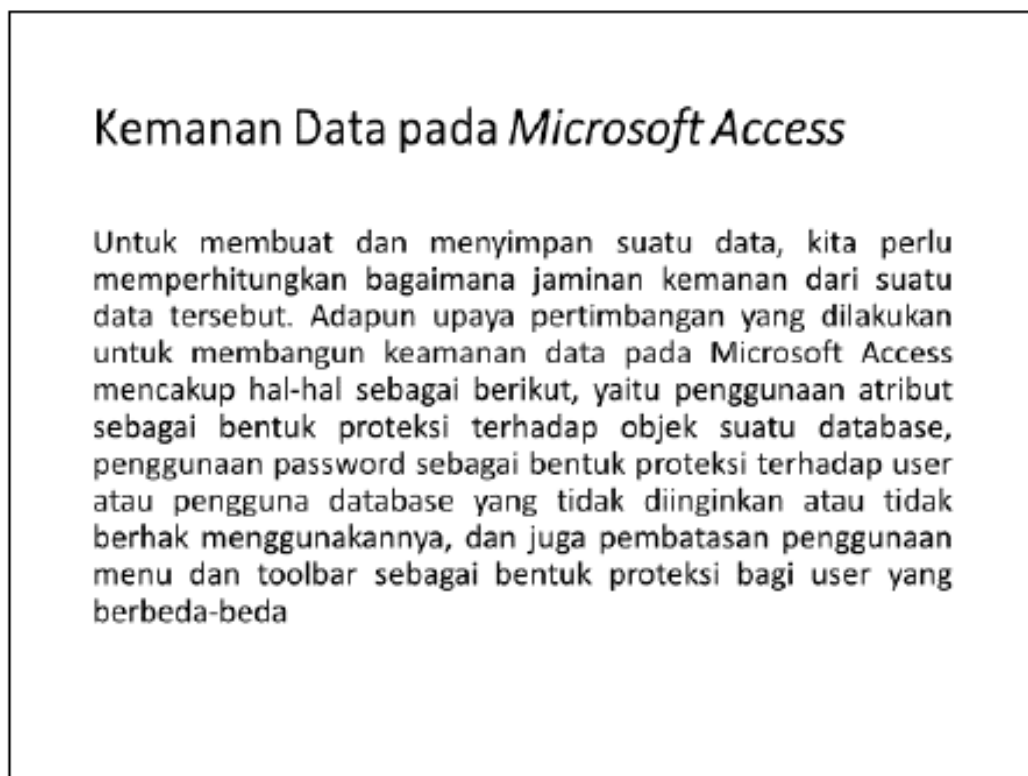 Kemanan Data pada Microsoft Access
Untuk membuat dan menyimpan suatu data, kita perlu
memperhitungkan bagaimana jaminan kemanan dari suatu
data tersebut. Adapun upaya pertimbangan yang dilakukan
untuk membangun keamanan data pada Microsoft Access
mencakup hal-hal sebagai berikut, yaitu penggunaan atribut
sebagai bentuk proteksi terhadap objek suatu database,
penggunaan password sebagai bentuk proteksi terhadap user
atau pengguna database yang tidak diinginkan atau tidak
berhak menggunakannya, dan juga pembatasan penggunaan
menu dan toolbar sebagai bentuk proteksi bagi user yang
berbeda-beda